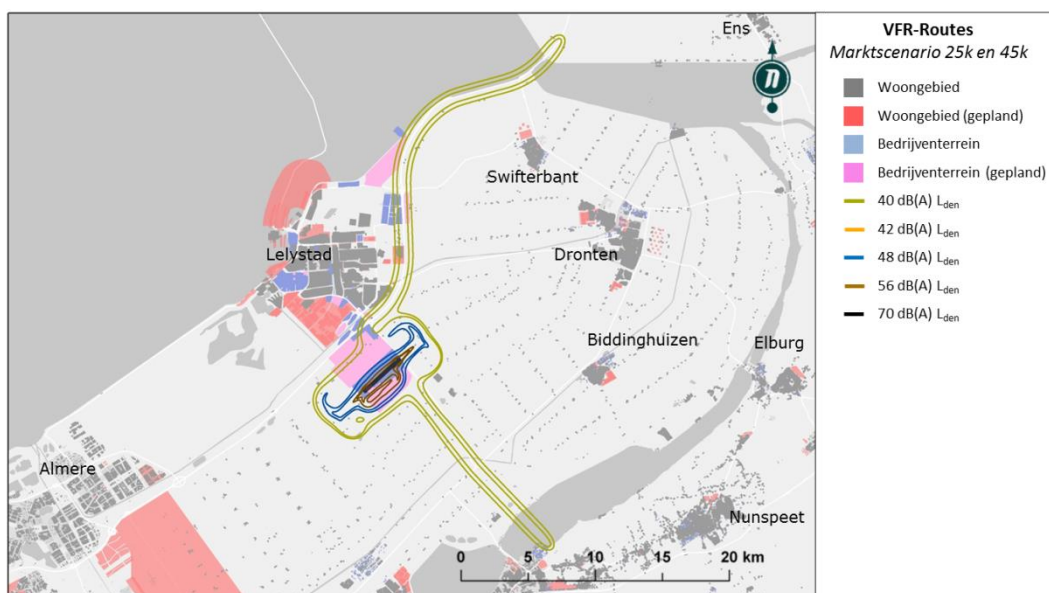 Ens
Swifterbant
Lelystad
Dronten
Biddinghuizen
Elburg
Almere
Nunspeet
0 5 10 15 20 km
VFR-Routes
Marktscenario 25k en 45k
n
Woongebied
Woongebied (gepland)
Bedrijventerrein
Bedrijventerrein (gepland)
40 dB(A) Lden
42 dB(A) Lden
48 dB(A) Lden
56 dB(A) Lden
70 dB(A) Lden